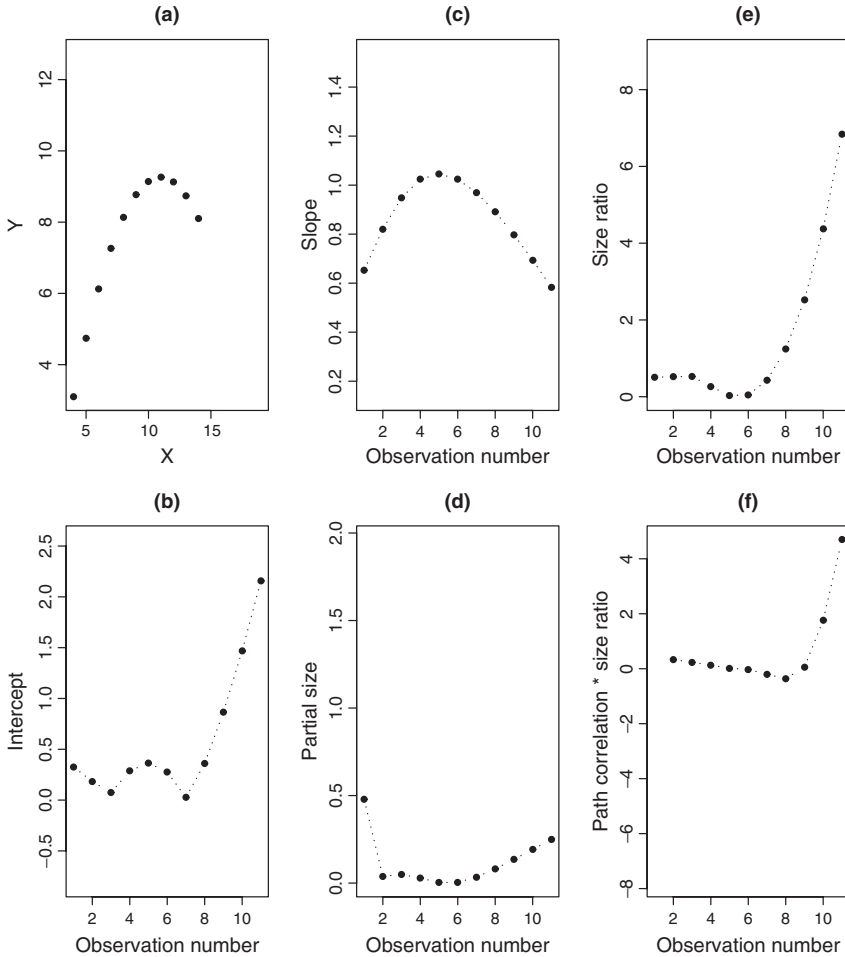 (a)
12
10
8
6
4
Y
5 10 15
X
(c)
1.4
1.2
1.0
0.8
0.6
0.4
0.2
Slope
2 4 6 8 10
Observation number
(e)
8
6
4
2
0
Size ratio
2 4 6 8 10
Observation number
(b)
2.5
2.0
1.5
1.0
0.5
0.0
−0.5
Intercept
2 4 6 8 10
Observation number
(d)
2.0
1.5
1.0
0.5
0.0
Partial size
2 4 6 8 10
Observation number
(f)
4
2
0
−2
−4
−6
−8
Path correlation * size ratio
2 4 6 8 10
Observation number